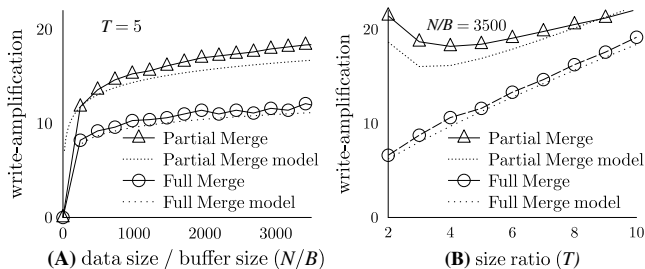 T = 5
20
10
0
write-amplification
Partial Merge
Partial Merge model
Full Merge
Full Merge model
0 1000 2000 3000
(A) data size / buffer size (N/B)
N/B = 3500
20
10
0
write-amplification
Partial Merge
Partial Merge model
Full Merge
Full Merge model
2 4 6 8 10
(B) size ratio (T)